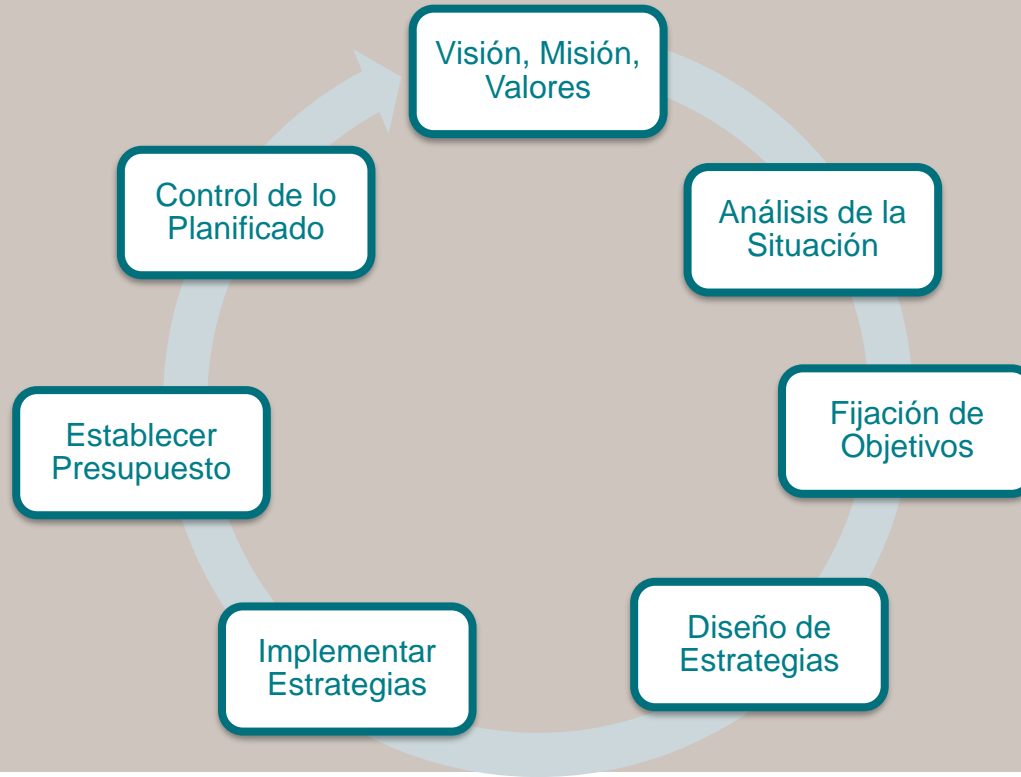 Visión, Misión,
Valores
Análisis de la
Situación
Fijación de
Objetivos
Diseño de
Estrategias
Implementar
Estrategias
Establecer
Presupuesto
Control de lo
Planificado